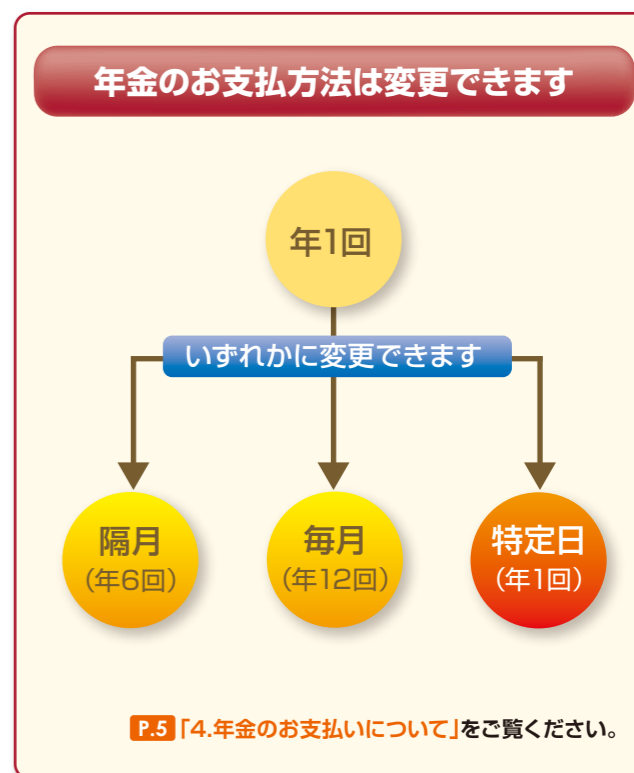 年金のお支払方法は変更できます
年1回
いずれかに変更できます
隔月
（年6回）
毎月
（年12回）
特定日
（年1回）
P.5「4.年金のお支払いについて」をご覧ください。